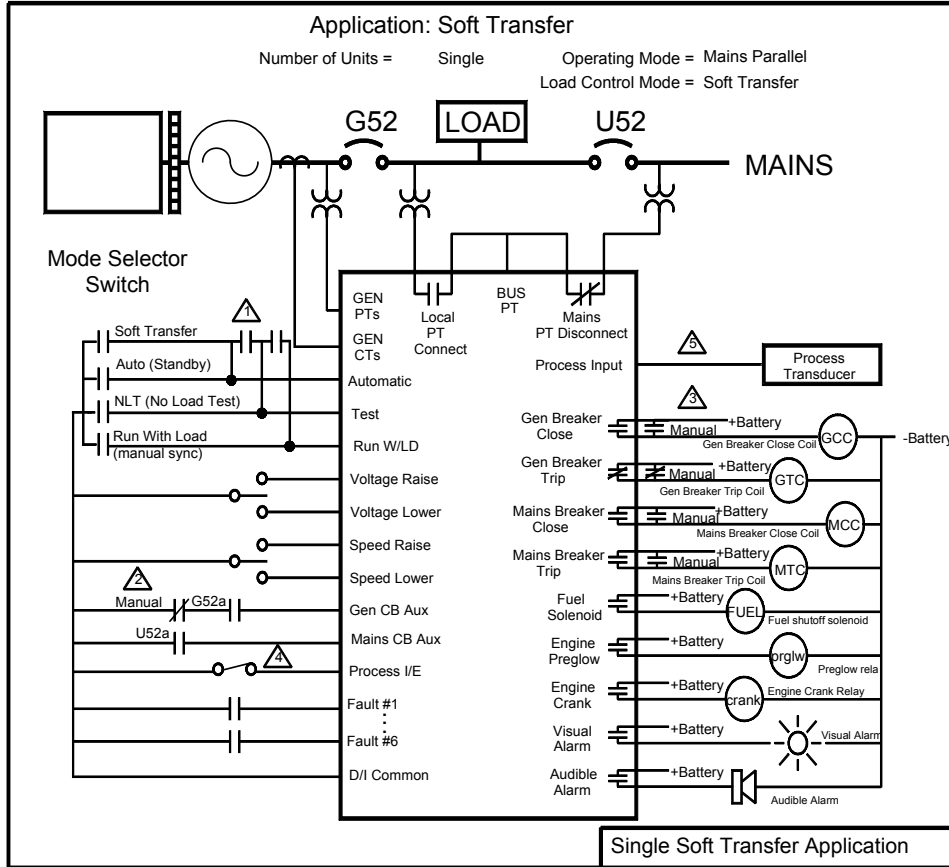 Application: Soft Transfer
Number of Units = Single Operating Mode = Mains Parallel
Load Control Mode = Soft Transfer
G52 LOAD U52
MAINS
Mode Selector
Switch
GEN
PTs
Local
PT
Connect
BUS
PT
Mains
PT Disconnect
GEN
CTs
1
Soft Transfer
Auto (Standby)
Automatic
NLT (No Load Test)
Test
Run With Load
(manual sync)
Run W/LD
Voltage Raise
Voltage Lower
Speed Raise
Speed Lower
2
Manual G52a
Gen CB Aux
U52a
Mains CB Aux
4
Process I/E
Fault #1
Fault #6
D/I Common
Process Input
5
Process
Transducer
3
Gen Breaker
Close
+Battery
Manual
Gen Breaker Close Coil
GCC
-Battery
Gen Breaker
Trip
+Battery
Manual
Gen Breaker Trip Coil
GTC
Mains Breaker
Close
+Battery
Manual
Mains Breaker Close Coil
MCC
Mains Breaker
Trip
+Battery
Manual
Mains Breaker Trip Coil
MTC
Fuel
Solenoid
+Battery
FUEL
Fuel shutoff solenoid
Engine
Preglow
+Battery
prglw
Preglow rela
Engine
Crank
+Battery
crank
Engine Crank Relay
Visual
Alarm
+Battery
Visual Alarm
Audible
Alarm
+Battery
Audible Alarm
Single Soft Transfer Application